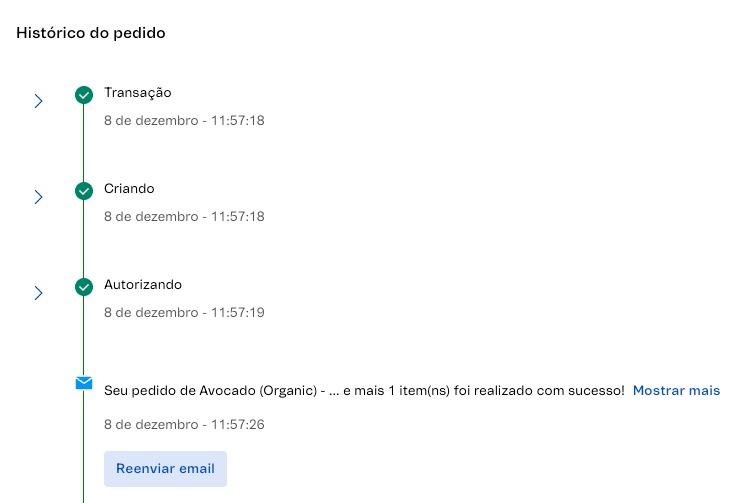 Histórico do pedido
Transação
8 de dezembro - 11:57:18
Criando
8 de dezembro - 11:57:18
Autorizando
8 de dezembro - 11:57:19
Seu pedido de Avocado (Organic) - ... e mais 1 item(ns) foi realizado com sucesso! Mostrar mais
8 de dezembro - 11:57:26
Reenviar email